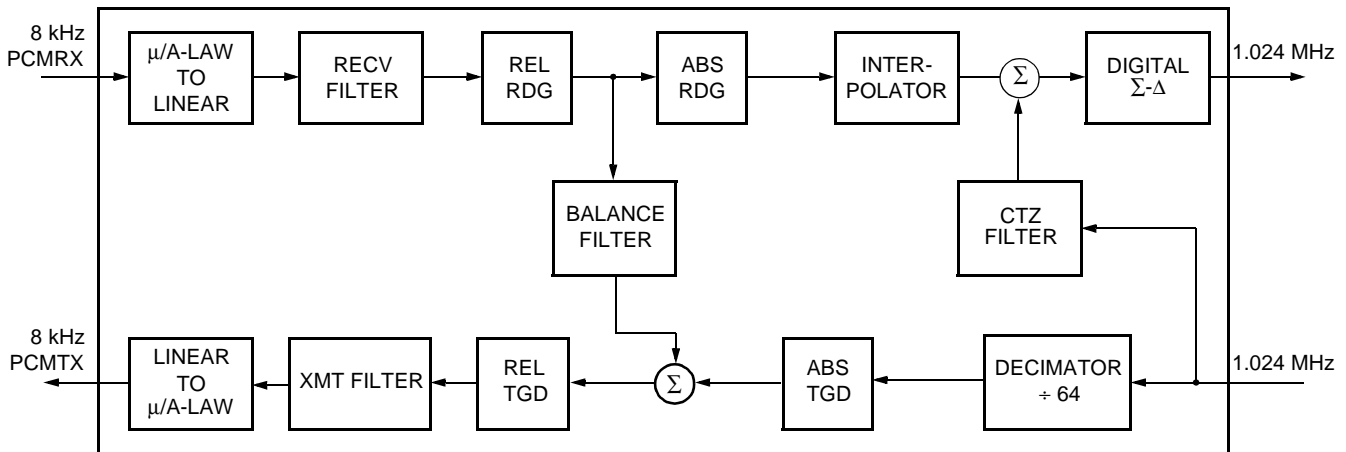 8 kHz
PCMRX
μ/A-LAW
TO
LINEAR
RECV
FILTER
REL
RDG
ABS
RDG
INTER-
POLATOR
Σ
DIGITAL
Σ-Δ
1.024 MHz
BALANCE
FILTER
CTZ
FILTER
8 kHz
PCMTX
LINEAR
TO
μ/A-LAW
XMT FILTER
REL
TGD
Σ
ABS
TGD
DECIMATOR
÷ 64
1.024 MHz